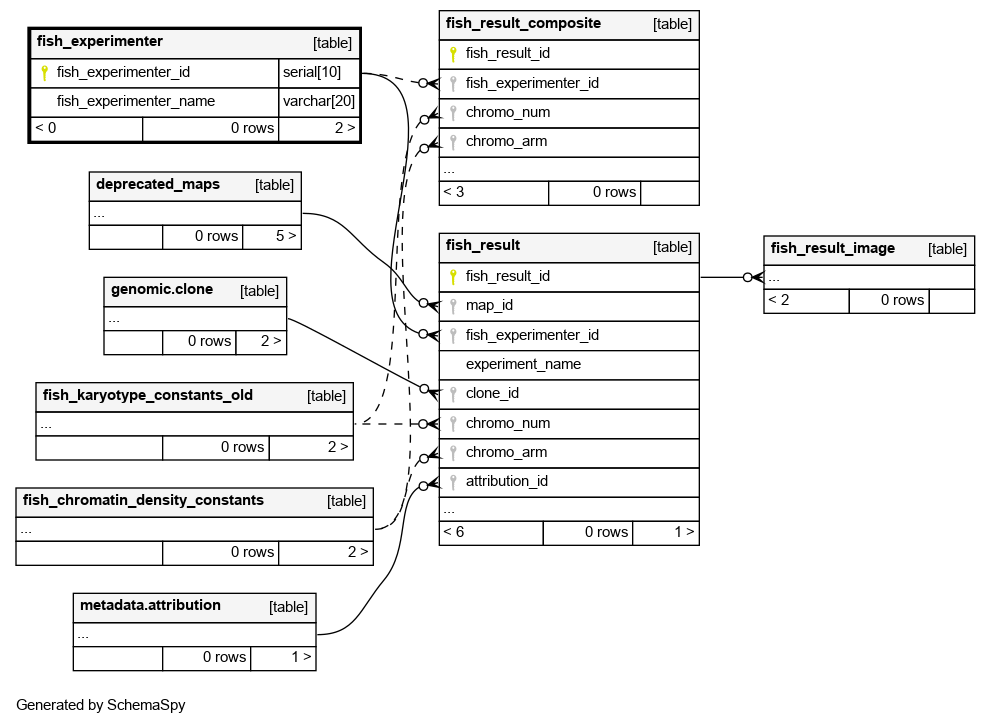 fish_experimenter [table]
fish_experimenter_id serial[10]
fish_experimenter_name varchar[20]
< 0 0 rows 2 >
deprecated_maps [table]
...
0 rows 5 >
genomic.clone [table]
...
0 rows 2 >
fish_karyotype_constants_old [table]
...
0 rows 2 >
fish_chromatin_density_constants [table]
...
0 rows 2 >
metadata.attribution [table]
...
0 rows 1 >
fish_result_composite [table]
fish_result_id
fish_experimenter_id
chromo_num
chromo_arm
...
< 3 0 rows
fish_result [table]
fish_result_id
map_id
fish_experimenter_id
experiment_name
clone_id
chromo_num
chromo_arm
attribution_id
...
< 6 0 rows 1 >
fish_result_image [table]
...
< 2 0 rows
Generated by SchemaSpy